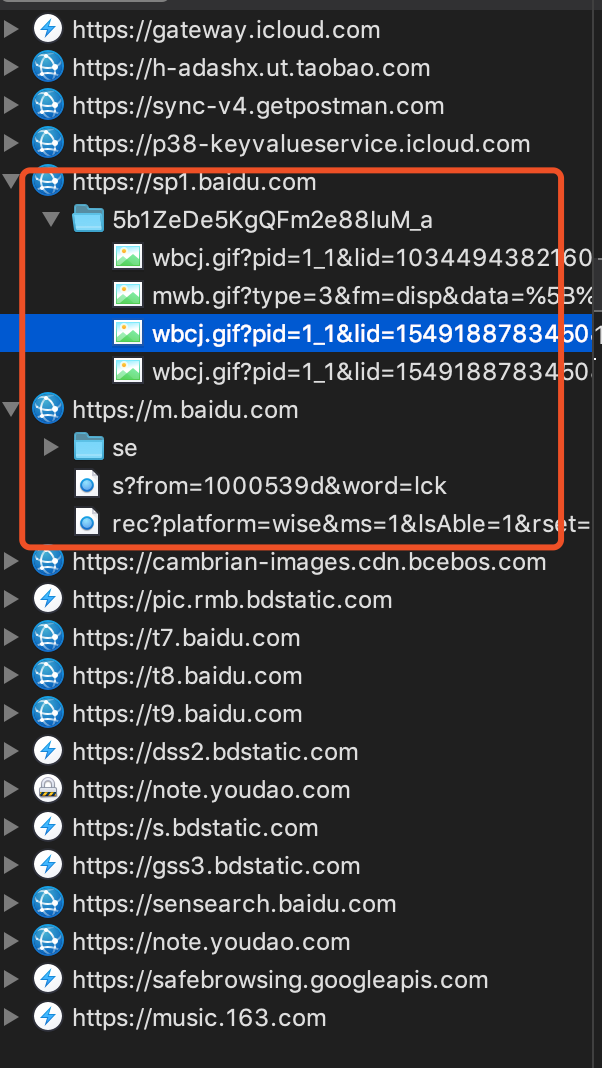 https://gateway.icloud.com
https://h-adashx.ut.taobao.com
https://sync-v4.getpostman.com
https://p38-keyvalueservice.icloud.com
https://sp1.baidu.com
5b1ZeDe5KgQFm2e88IuM_a
wbcj.gif?pid=1_1&lid=1034494382160
mwb.gif?type=3&fm=disp&data=%5B%
wbcj.gif?pid=1_1&lid=1549188783450
wbcj.gif?pid=1_1&lid=1549188783450
https://m.baidu.com
se
s?from=1000539d&word=lck
rec?platform=wise&ms=1&lsAble=1&rset=
https://cambrian-images.cdn.bcebos.com
https://pic.rmb.bdstatic.com
https://t7.baidu.com
https://t8.baidu.com
https://t9.baidu.com
https://dss2.bdstatic.com
https://note.youdao.com
https://s.bdstatic.com
https://gss3.bdstatic.com
https://sensearch.baidu.com
https://note.youdao.com
https://safebrowsing.googleapis.com
https://music.163.com